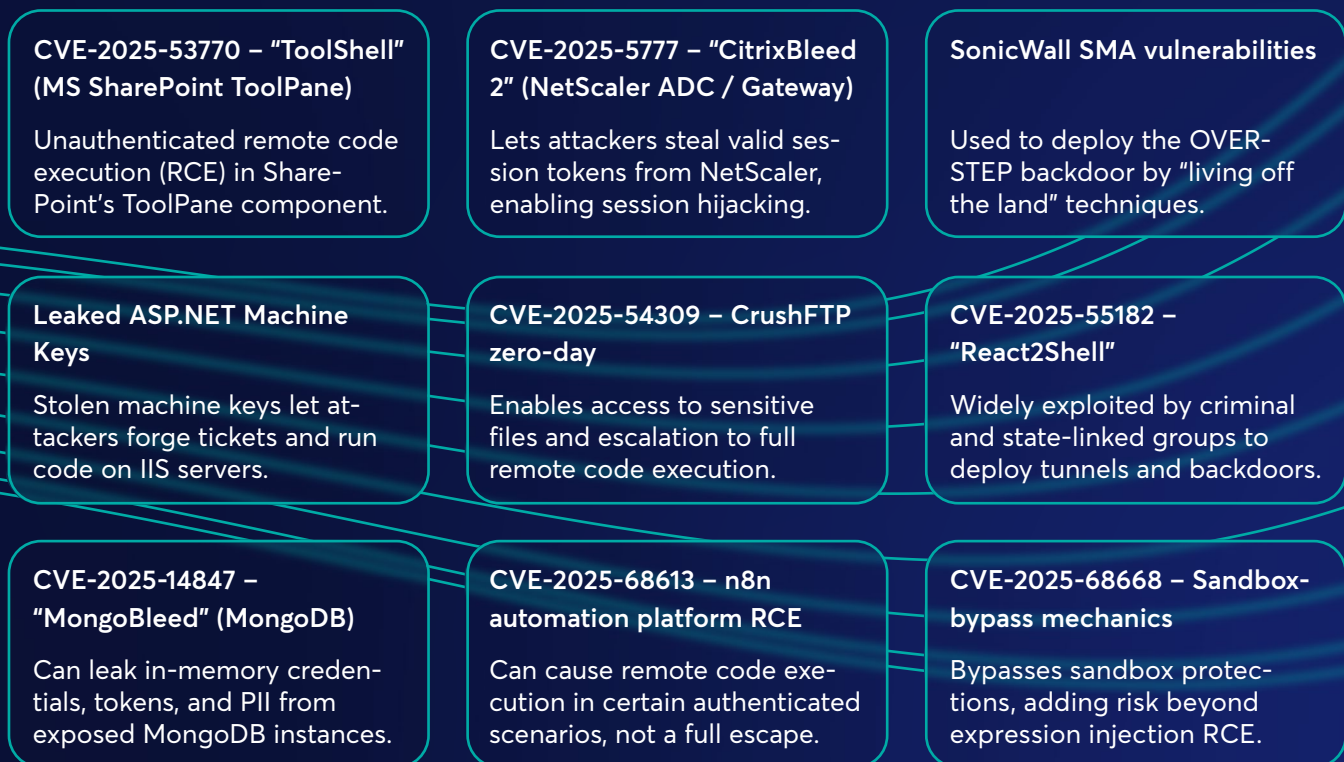 CVE-2025-53770 – “ToolShell”
(MS SharePoint ToolPane)
Unauthenticated remote code
execution (RCE) in Share-
Point’s ToolPane component.
CVE-2025-5777 – “CitrixBleed
2” (NetScaler ADC / Gateway)
Lets attackers steal valid ses-
sion tokens from NetScaler,
enabling session hijacking.
SonicWall SMA vulnerabilities
Used to deploy the OVER-
STEP backdoor by “living off
the land” techniques.
Leaked ASP.NET Machine
Keys
Stolen machine keys let at-
tackers forge tickets and run
code on IIS servers.
CVE-2025-54309 – CrushFTP
zero-day
Enables access to sensitive
files and escalation to full
remote code execution.
CVE-2025-55182 –
“React2Shell”
Widely exploited by criminal
and state-linked groups to
deploy tunnels and backdoors.
CVE-2025-14847 –
“MongoBleed” (MongoDB)
Can leak in-memory creden-
tials, tokens, and PII from
exposed MongoDB instances.
CVE-2025-68613 – n8n
automation platform RCE
Can cause remote code exe-
cution in certain authenticated
scenarios, not a full escape.
CVE-2025-68668 – Sandbox-
bypass mechanics
Bypasses sandbox protec-
tions, adding risk beyond
expression injection RCE.